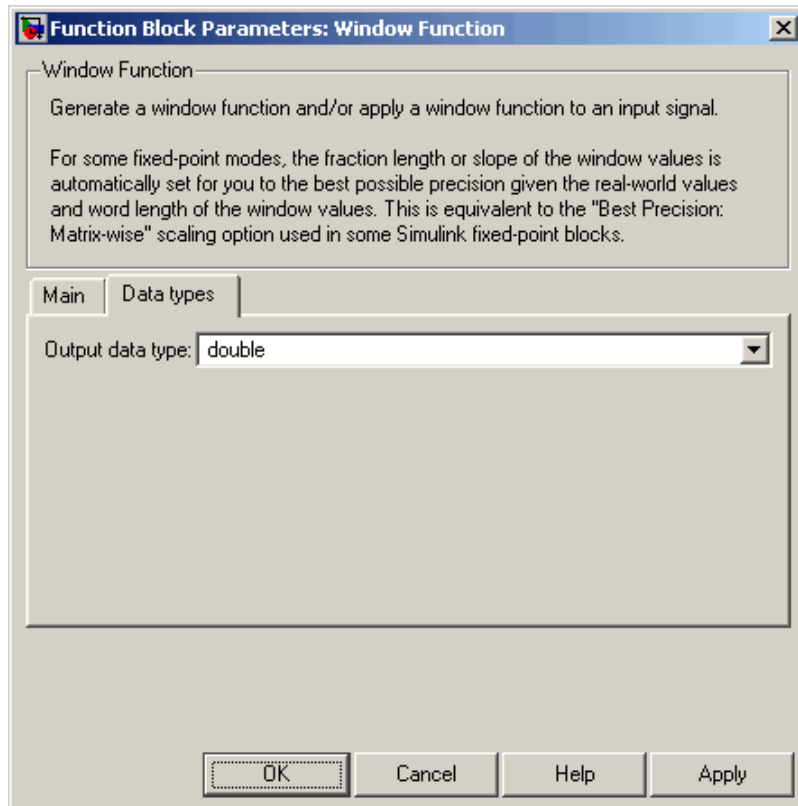 Function Block Parameters: Window Function
Window Function
Generate a window function and/or apply a window function to an input signal.
For some fixed-point modes, the fraction length or slope of the window values is
automatically set for you to the best possible precision given the real-world values
and word length of the window values. This is equivalent to the "Best Precision:
Matrix-wise" scaling option used in some Simulink fixed-point blocks.
Main Data types
Output data type: double
OK Cancel Help Apply